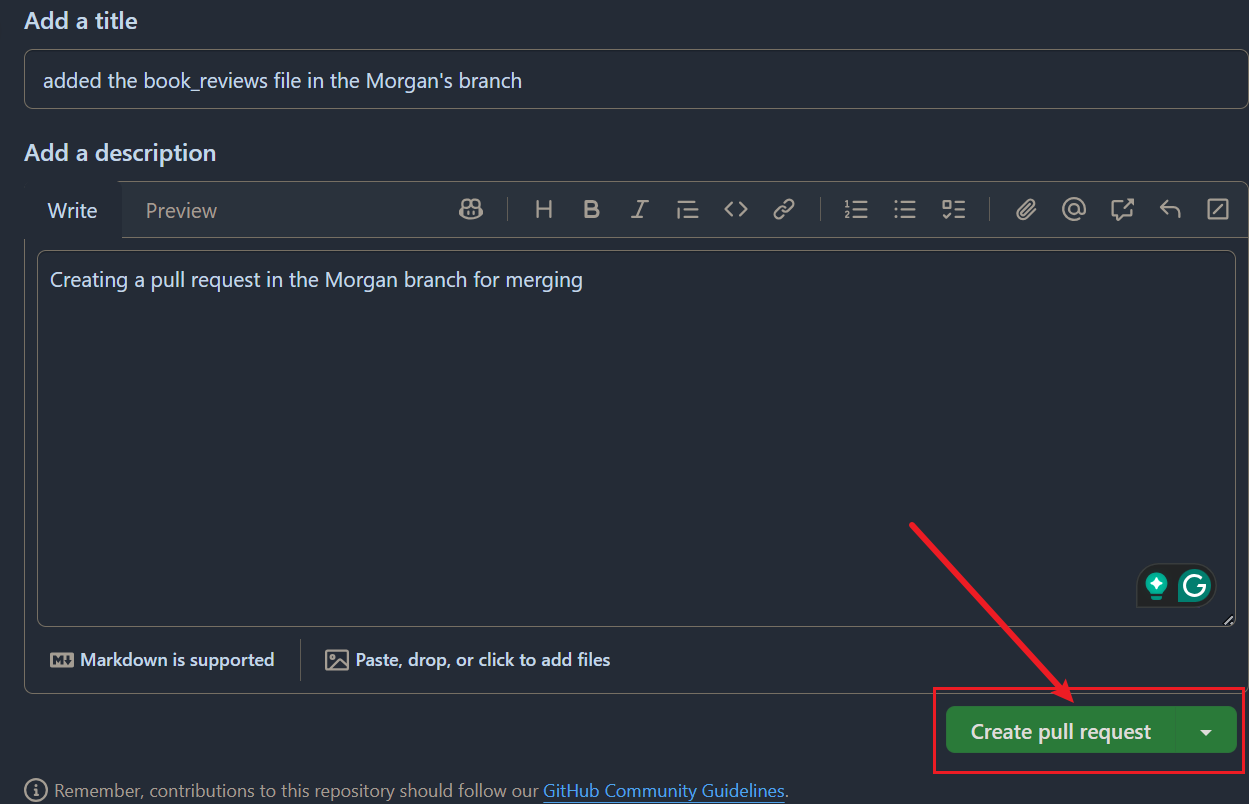 Add a title
added the book_reviews file in the Morgan's branch
Add a description
Write Preview H B I
Creating a pull request in the Morgan branch for merging
G
Markdown is supported Paste, drop, or click to add files
Create pull request
Remember, contributions to this repository should follow our GitHub Community Guidelines.